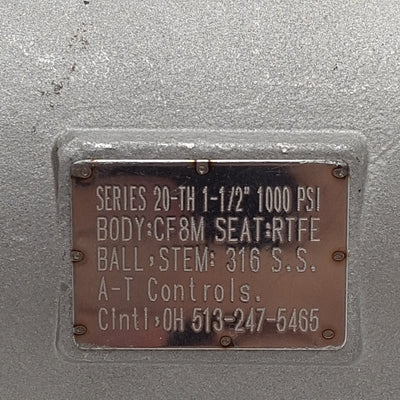 SERIES 20-TH 1-1/2" 1000 PSI
BODY:CF8M SEAT:RTFE
BALL,STEM: 316 S.S.
A-T Controls.
Cintl,OH 513-247-5465